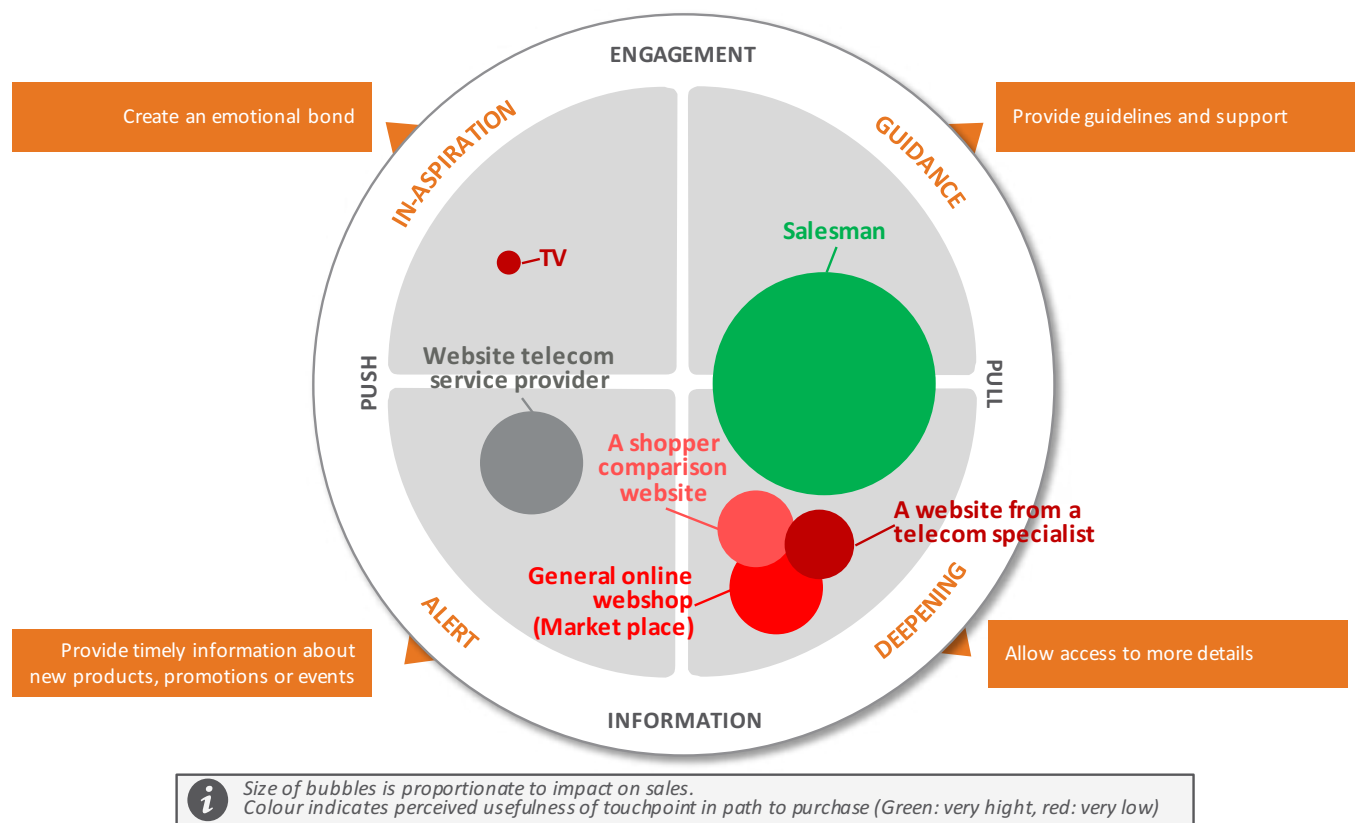 ENGAGEMENT
Create an emotional bond
Provide guidelines and support
IN-ASPIRATION
GUIDANCE
Salesman
TV
PUSH
PULL
Website telecom
service provider
A shopper
comparison
website
A website from a
telecom specialist
General online
webshop
(Market place)
ALERT
DEEPENING
Provide timely information about
new products, promotions or events
Allow access to more details
INFORMATION
i
Size of bubbles is proportionate to impact on sales.
Colour indicates perceived usefulness of touchpoint in path to purchase (Green: very hight, red: very low)